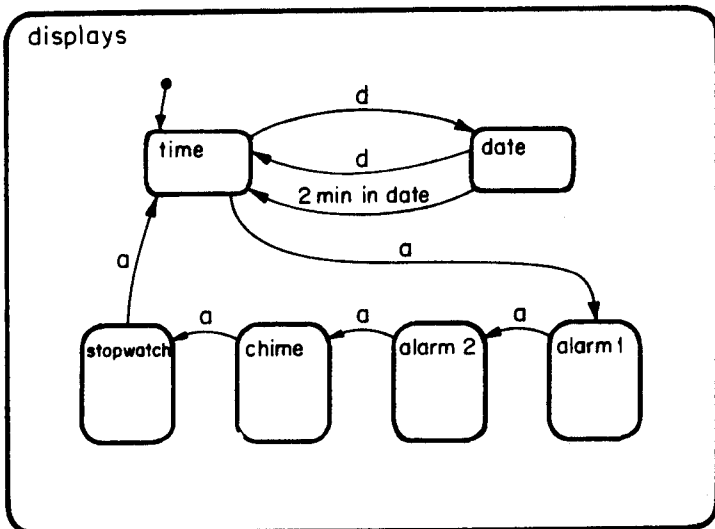 displays
d
time
date
d
2 min in date
a
a
a
a
a
stopwatch
chime
alarm 2
alarm 1